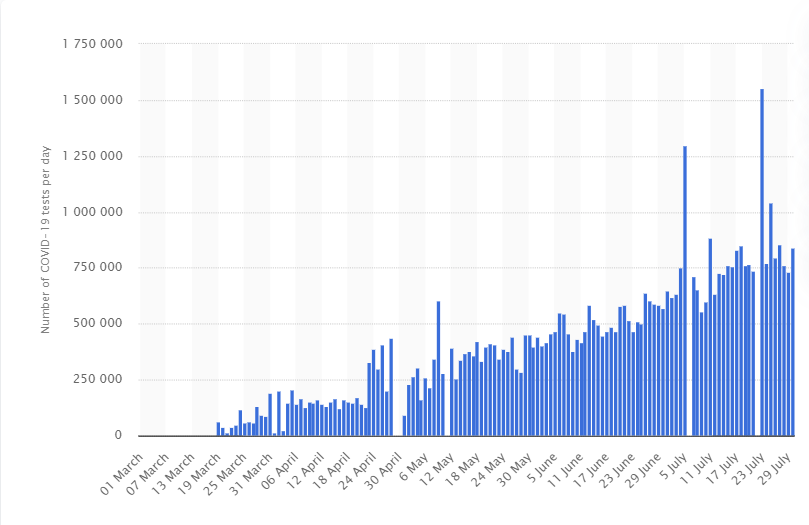 Number of COVID-19 tests per day
1 750 000
1 500 000
1 250 000
1 000 000
750 000
500 000
250 000
0
01 March
07 March
13 March
19 March
25 March
31 March
06 April
12 April
18 April
24 April
30 April
6 May
12 May
18 May
24 May
30 May
5 June
11 June
17 June
23 June
29 June
5 July
11 July
17 July
23 July
29 July